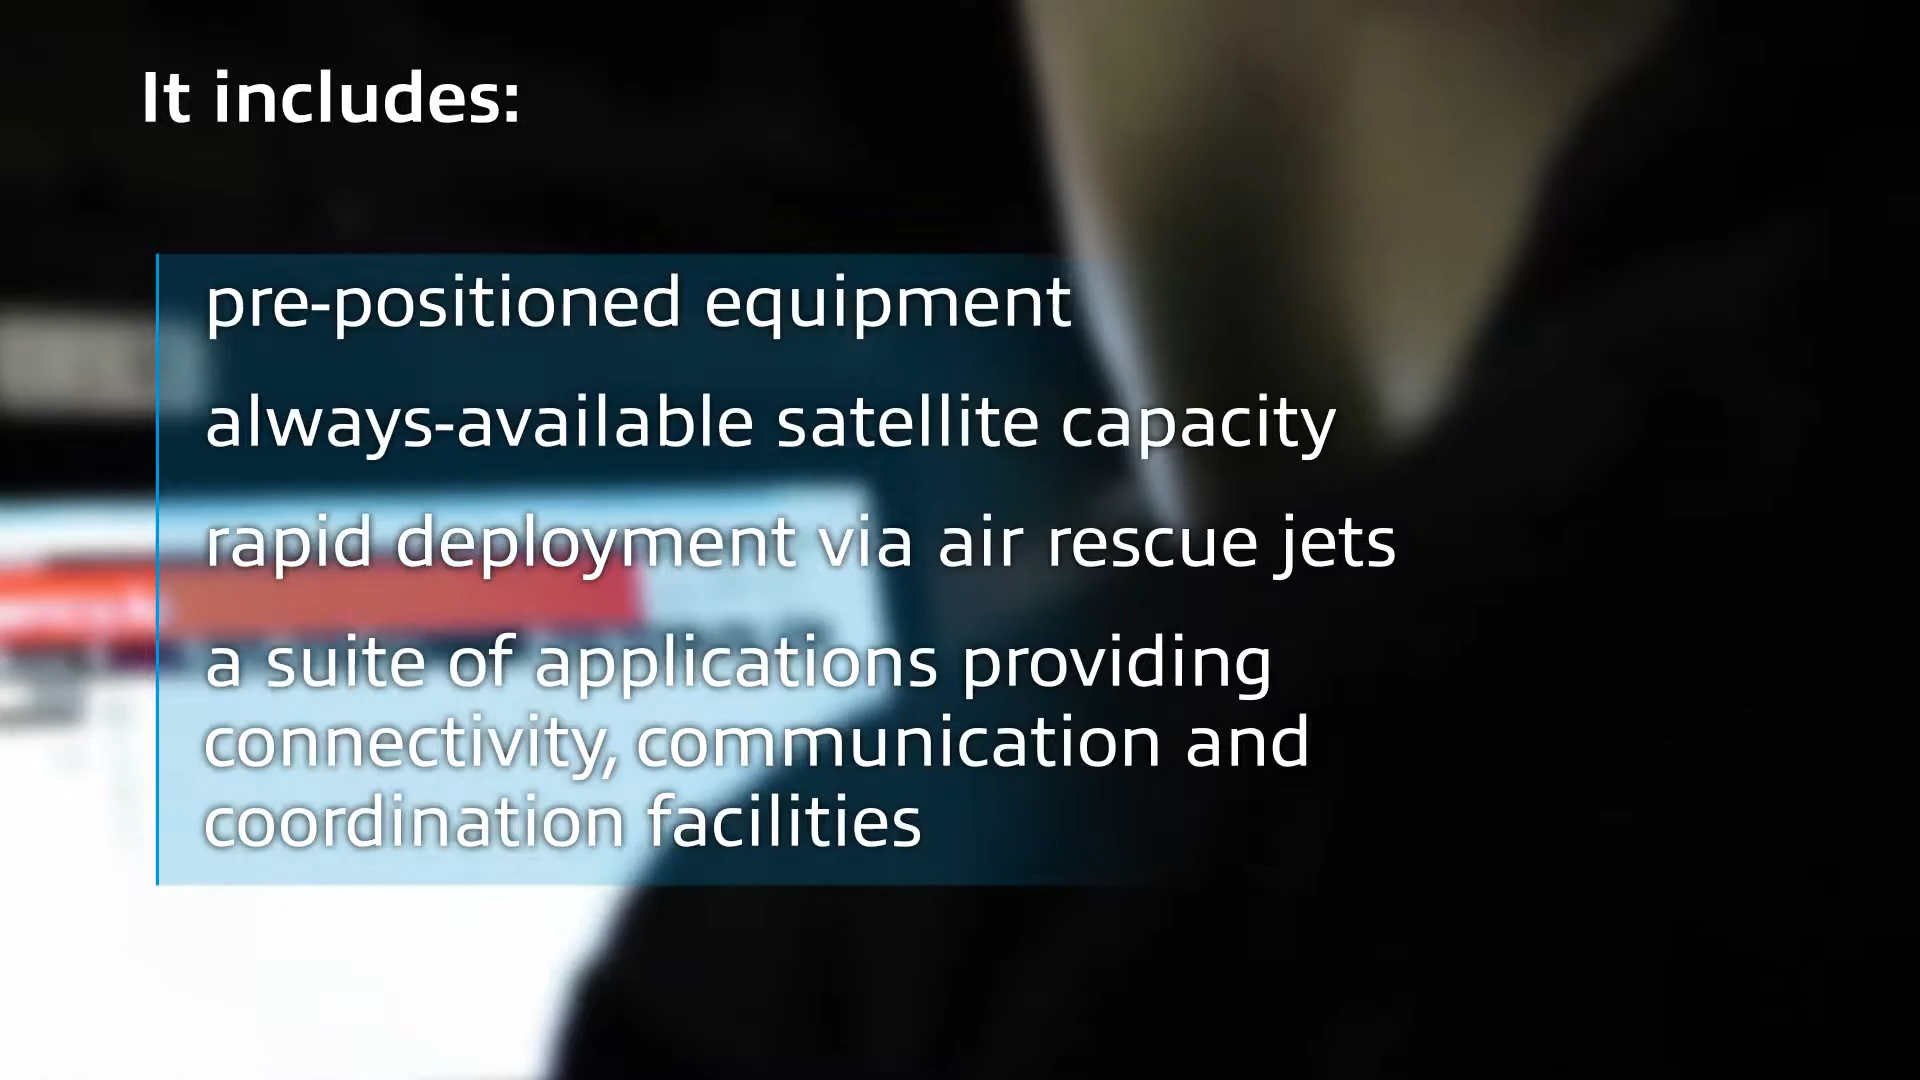 It includes:
pre-positioned equipment
always-available satellite capacity
rapid deployment via air rescue jets
a suite of applications providing
connectivity, communication and
coordination facilities